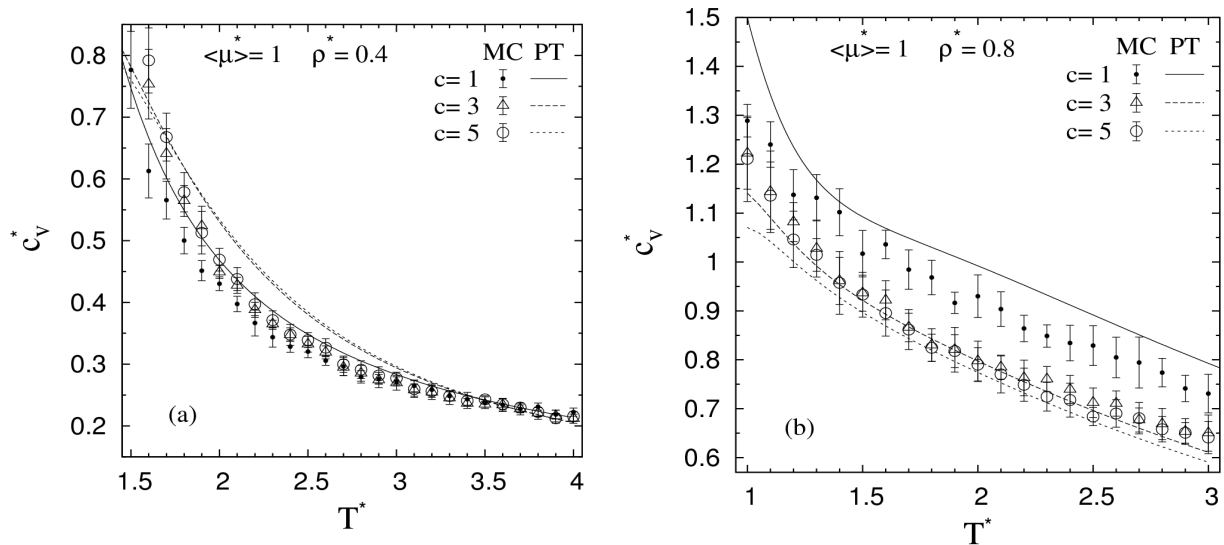 <μ>*= 1 ρ*= 0.4
MC PT
c= 1
c= 3
c= 5
0.8
0.7
0.6
0.5
0.4
0.3
0.2
c*V
(a)
1.5 2 2.5 3 3.5 4
T*
<μ>*= 1 ρ*= 0.8
MC PT
c= 1
c= 3
c= 5
1.5
1.4
1.3
1.2
1.1
1
0.9
0.8
0.7
0.6
c*V
(b)
1 1.5 2 2.5 3
T*